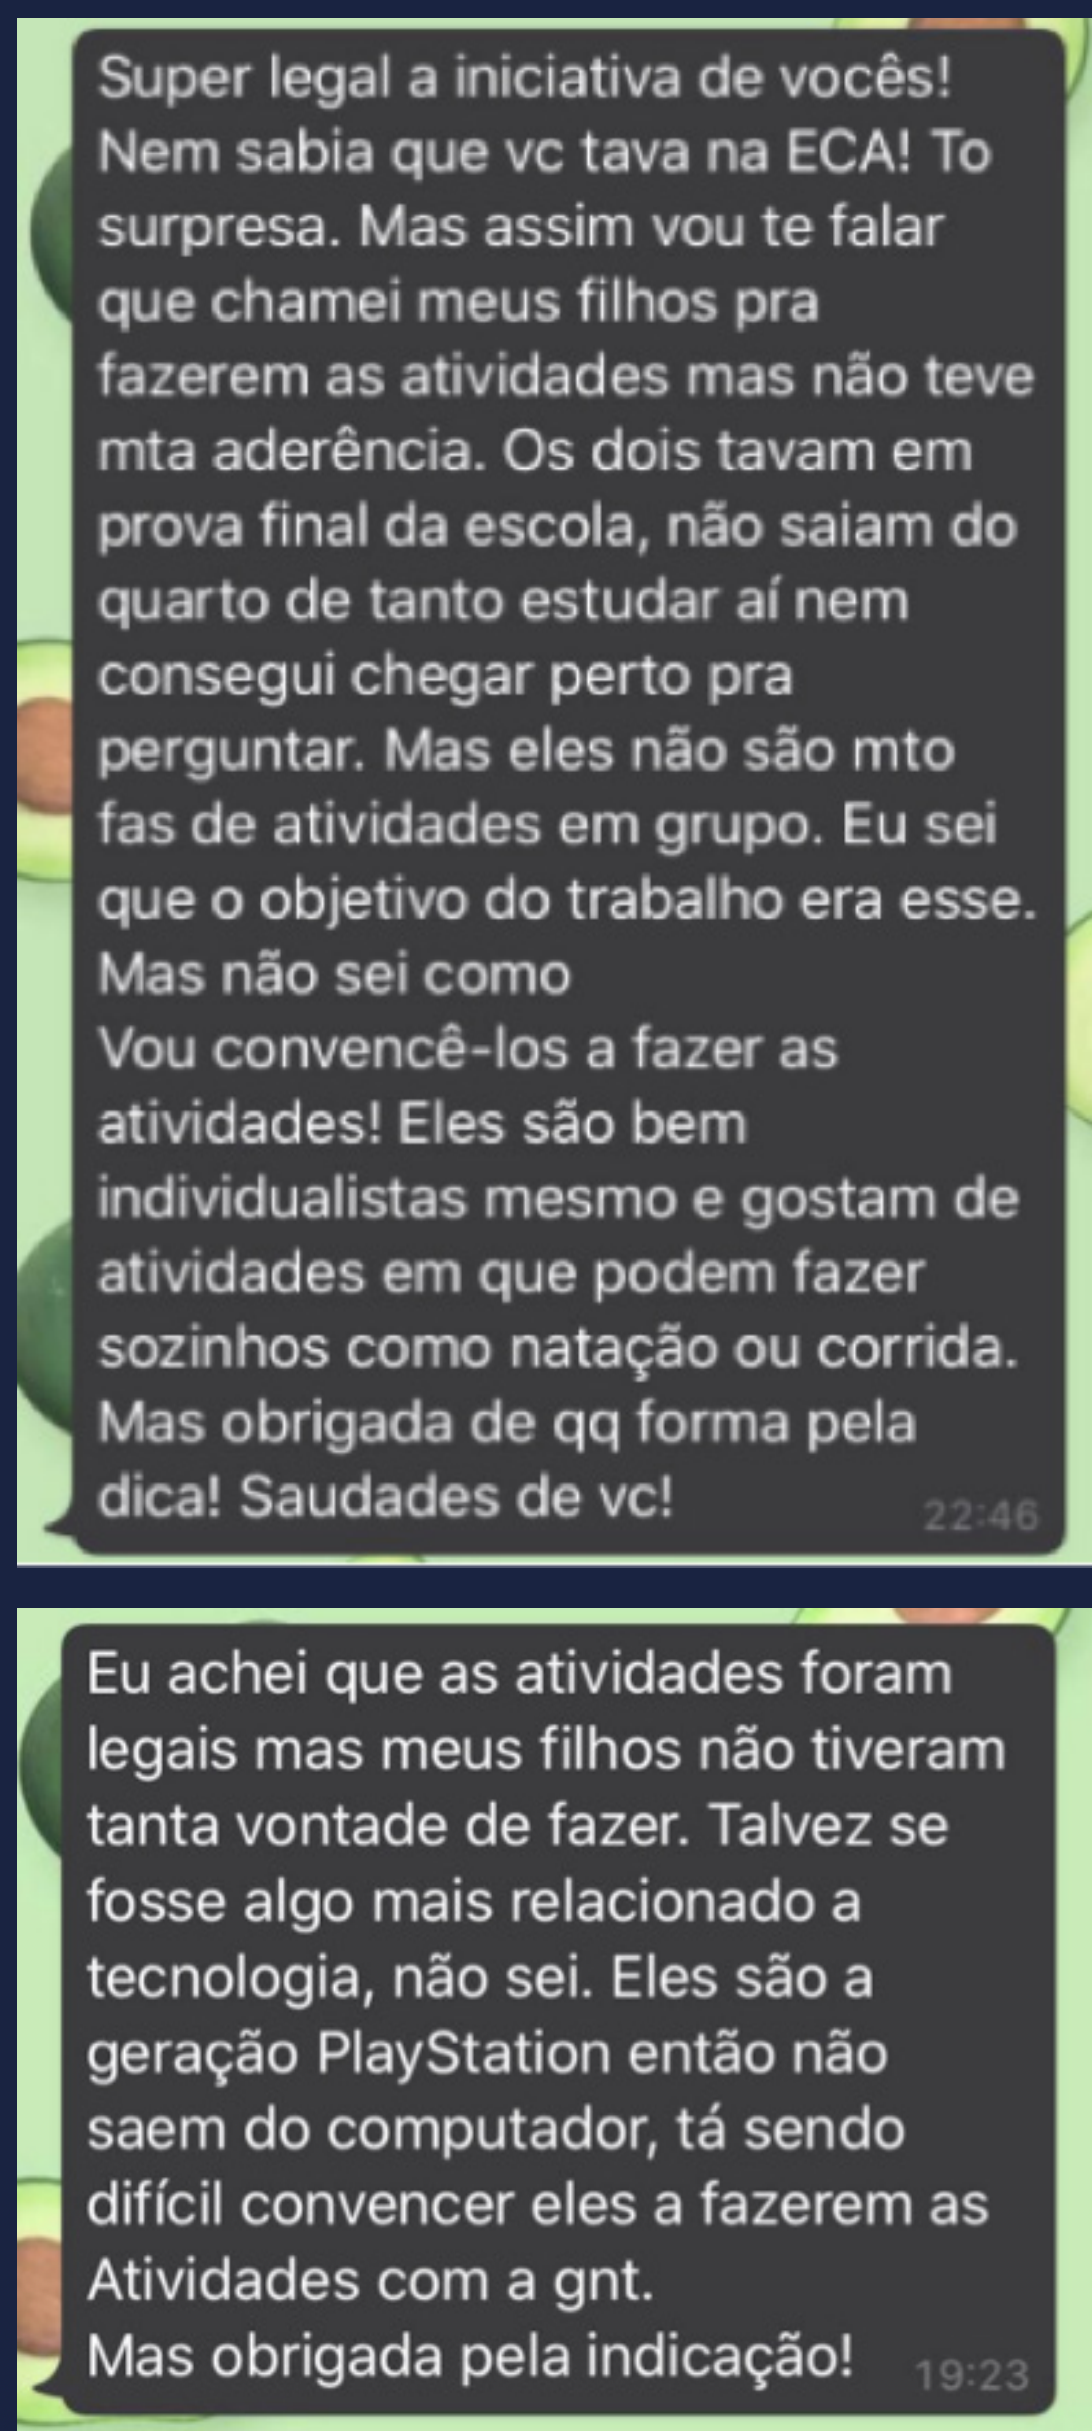 Super legal a iniciativa de vocês!
Nem sabia que vc tava na ECA! To
surpresa. Mas assim vou te falar
que chamei meus filhos pra
fazerem as atividades mas não teve
mta aderência. Os dois tavam em
prova final da escola, não saiam do
quarto de tanto estudar aí nem
consegui chegar perto pra
perguntar. Mas eles não são mto
fas de atividades em grupo. Eu sei
que o objetivo do trabalho era esse.
Mas não sei como
Vou convencê-los a fazer as
atividades! Eles são bem
individualistas mesmo e gostam de
atividades em que podem fazer
sozinhos como natação ou corrida.
Mas obrigada de qq forma pela
dica! Saudades de vc!
22:46
Eu achei que as atividades foram
legais mas meus filhos não tiveram
tanta vontade de fazer. Talvez se
fosse algo mais relacionado a
tecnologia, não sei. Eles são a
geração PlayStation então não
saem do computador, tá sendo
difícil convencer eles a fazerem as
Atividades com a gnt.
Mas obrigada pela indicação!
19:23